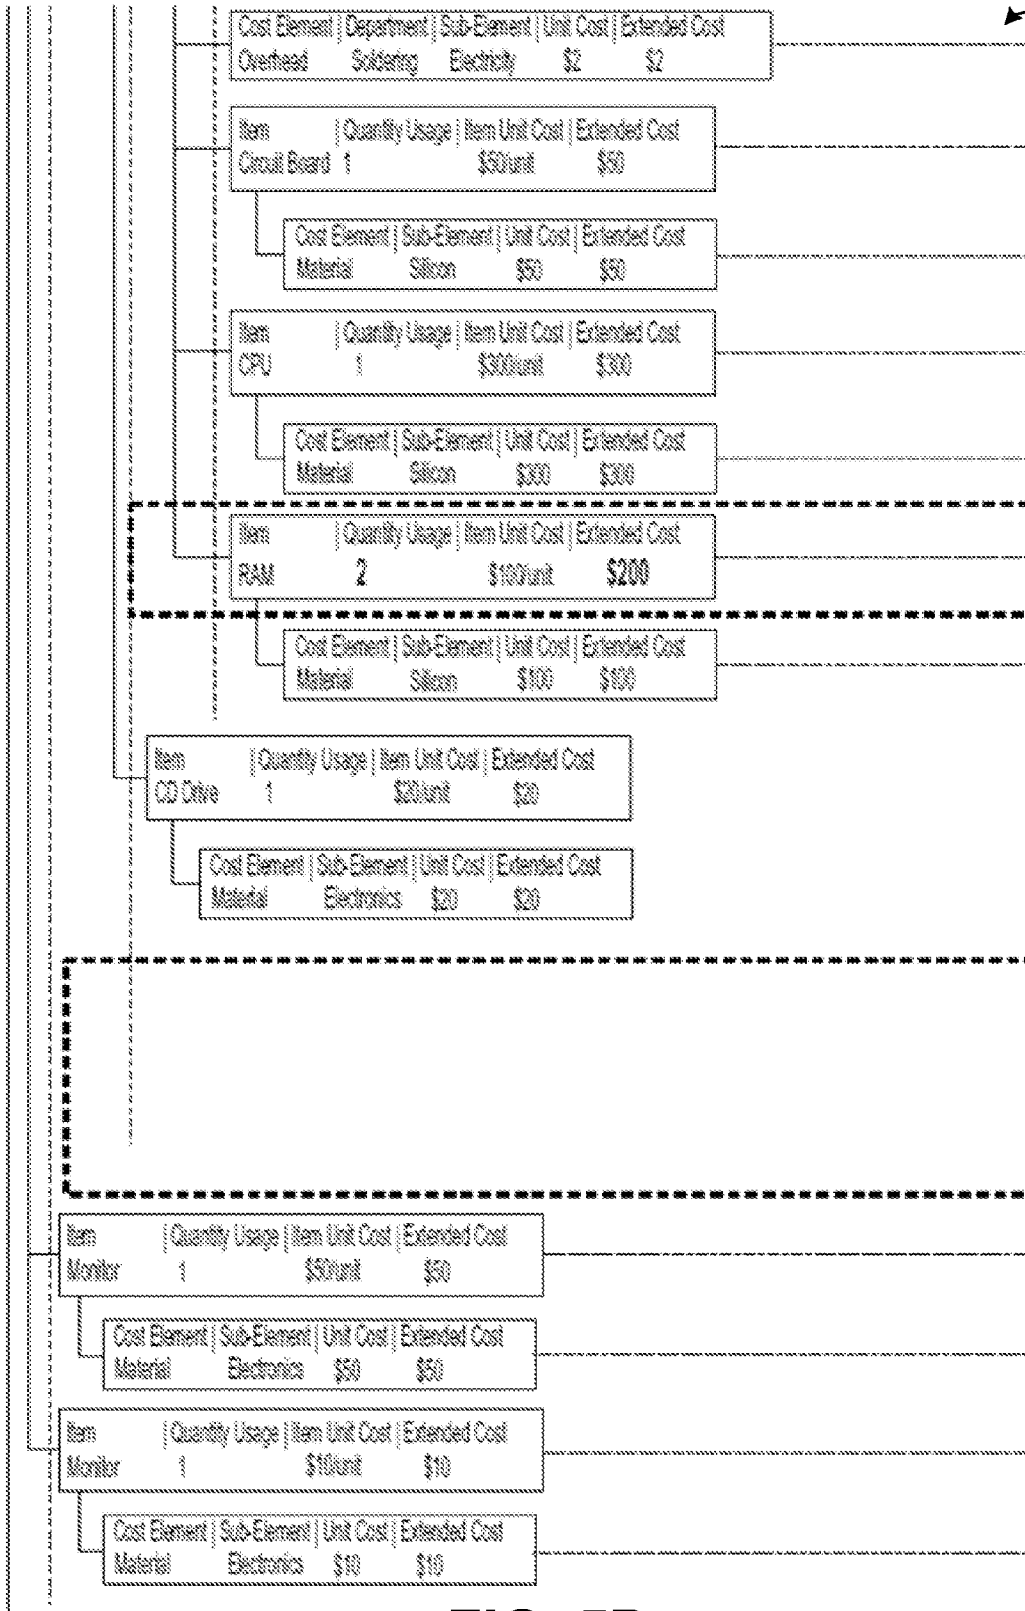 Cost Element | Department | Sub-Element | Unit Cost | Extended Cost
Overhead Soldering Electricity $2 $2
Item | Quantity Usage | Item Unit Cost | Extended Cost
Circuit Board 1 $50/unit $50
Cost Element | Sub-Element | Unit Cost | Extended Cost
Material Silicon $50 $50
Item | Quantity Usage | Item Unit Cost | Extended Cost
CPU 1 $300/unit $300
Cost Element | Sub-Element | Unit Cost | Extended Cost
Material Silicon $300 $300
Item | Quantity Usage | Item Unit Cost | Extended Cost
RAM 2 $100/unit $200
Cost Element | Sub-Element | Unit Cost | Extended Cost
Material Silicon $100 $100
Item | Quantity Usage | Item Unit Cost | Extended Cost
CD Drive 1 $20/unit $20
Cost Element | Sub-Element | Unit Cost | Extended Cost
Material Electronics $20 $20
Item | Quantity Usage | Item Unit Cost | Extended Cost
Monitor 1 $50/unit $50
Cost Element | Sub-Element | Unit Cost | Extended Cost
Material Electronics $50 $50
Item | Quantity Usage | Item Unit Cost | Extended Cost
Monitor 1 $10/unit $10
Cost Element | Sub-Element | Unit Cost | Extended Cost
Material Electronics $10 $10